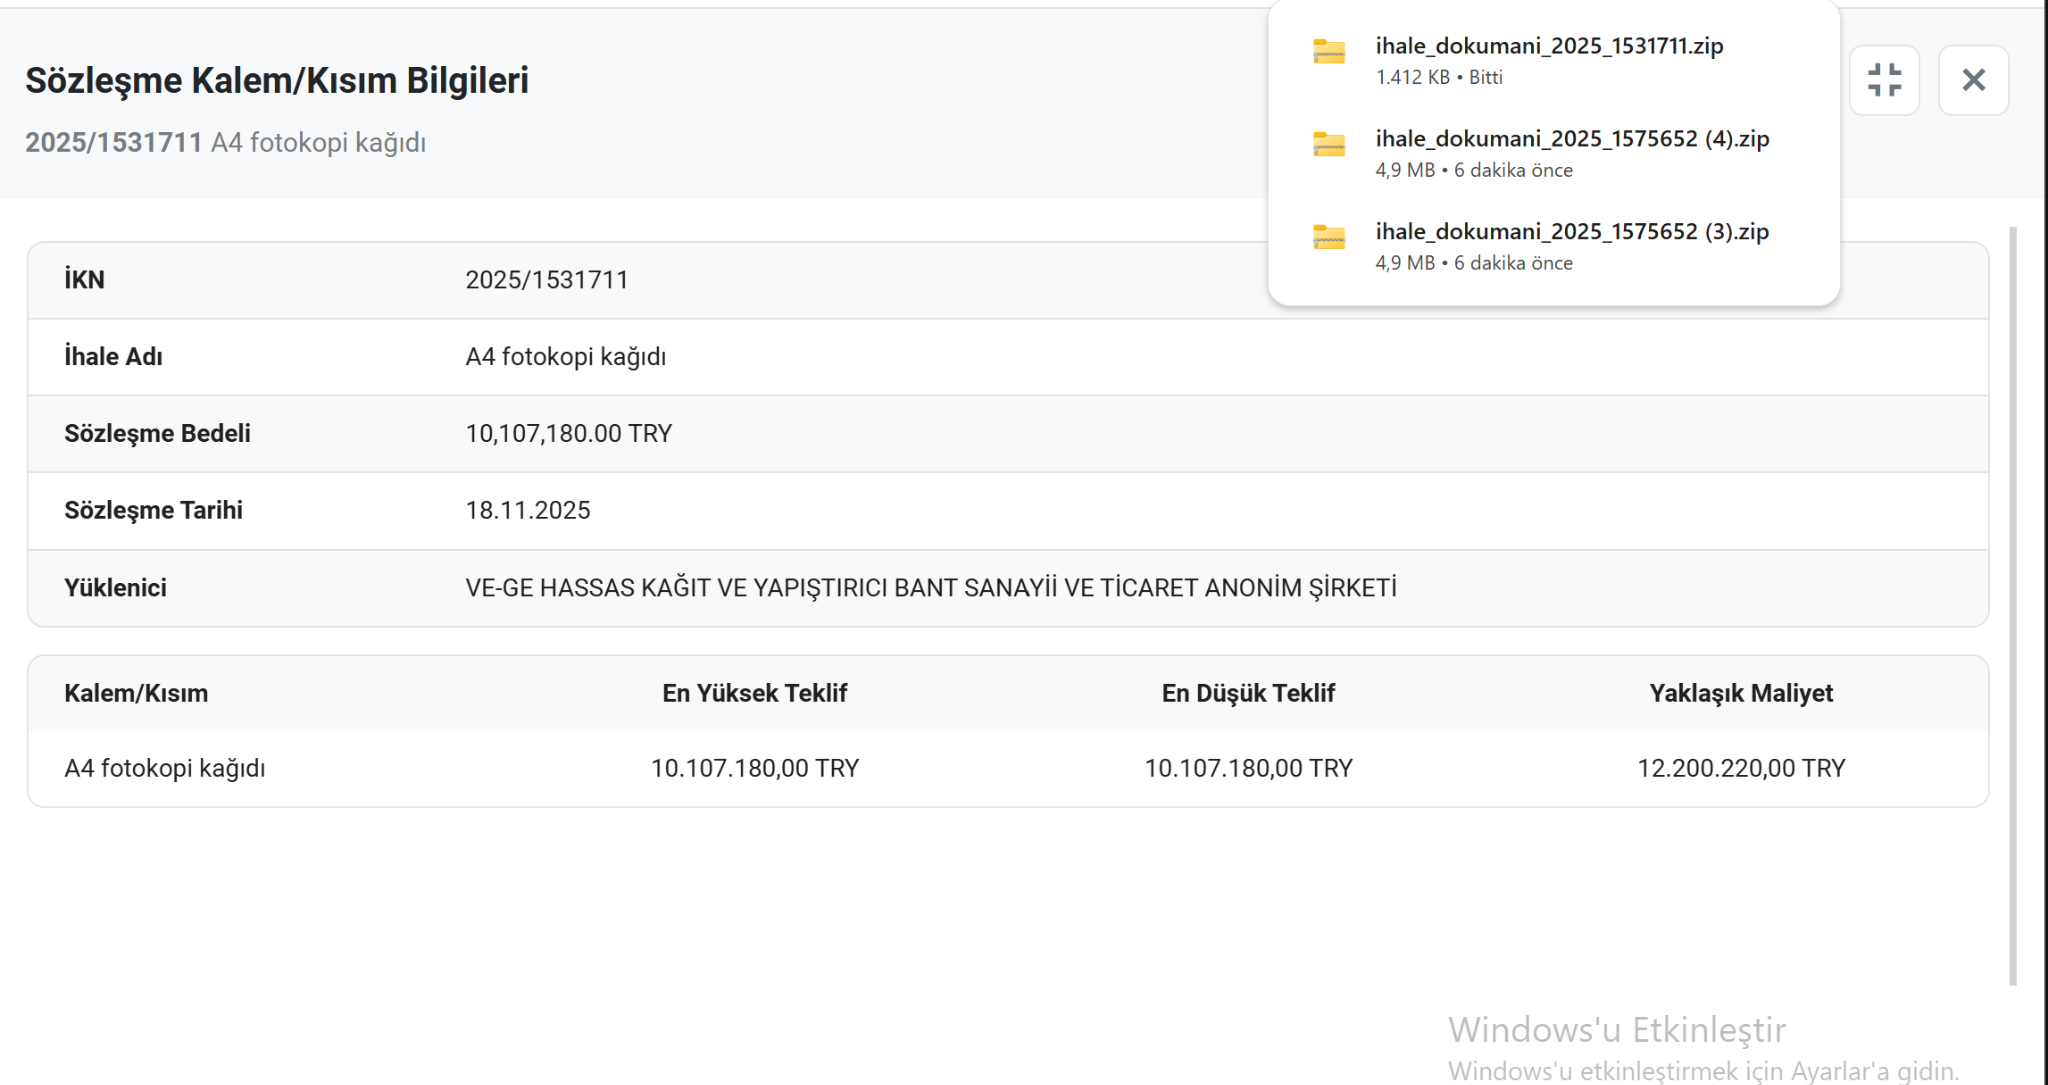 Sözleşme Kalem/Kısım Bilgileri
2025/1531711 A4 fotokopi kağıdı
ihale_dokumani_2025_1531711.zip
1.412 KB • Bitti
ihale_dokumani_2025_1575652 (4).zip
4,9 MB • 6 dakika önce
ihale_dokumani_2025_1575652 (3).zip
4,9 MB • 6 dakika önce
İKN 2025/1531711
İhale Adı A4 fotokopi kağıdı
Sözleşme Bedeli 10,107,180.00 TRY
Sözleşme Tarihi 18.11.2025
Yüklenici VE-GE HASSAS KAĞIT VE YAPIŞTIRICI BANT SANAYİİ VE TİCARET ANONİM ŞİRKETİ
Kalem/Kısım En Yüksek Teklif En Düşük Teklif Yaklaşık Maliyet
A4 fotokopi kağıdı 10.107.180,00 TRY 10.107.180,00 TRY 12.200.220,00 TRY
Windows'u Etkinleştir
Windows'u etkinleştirmek için Ayarlar'a gidin.